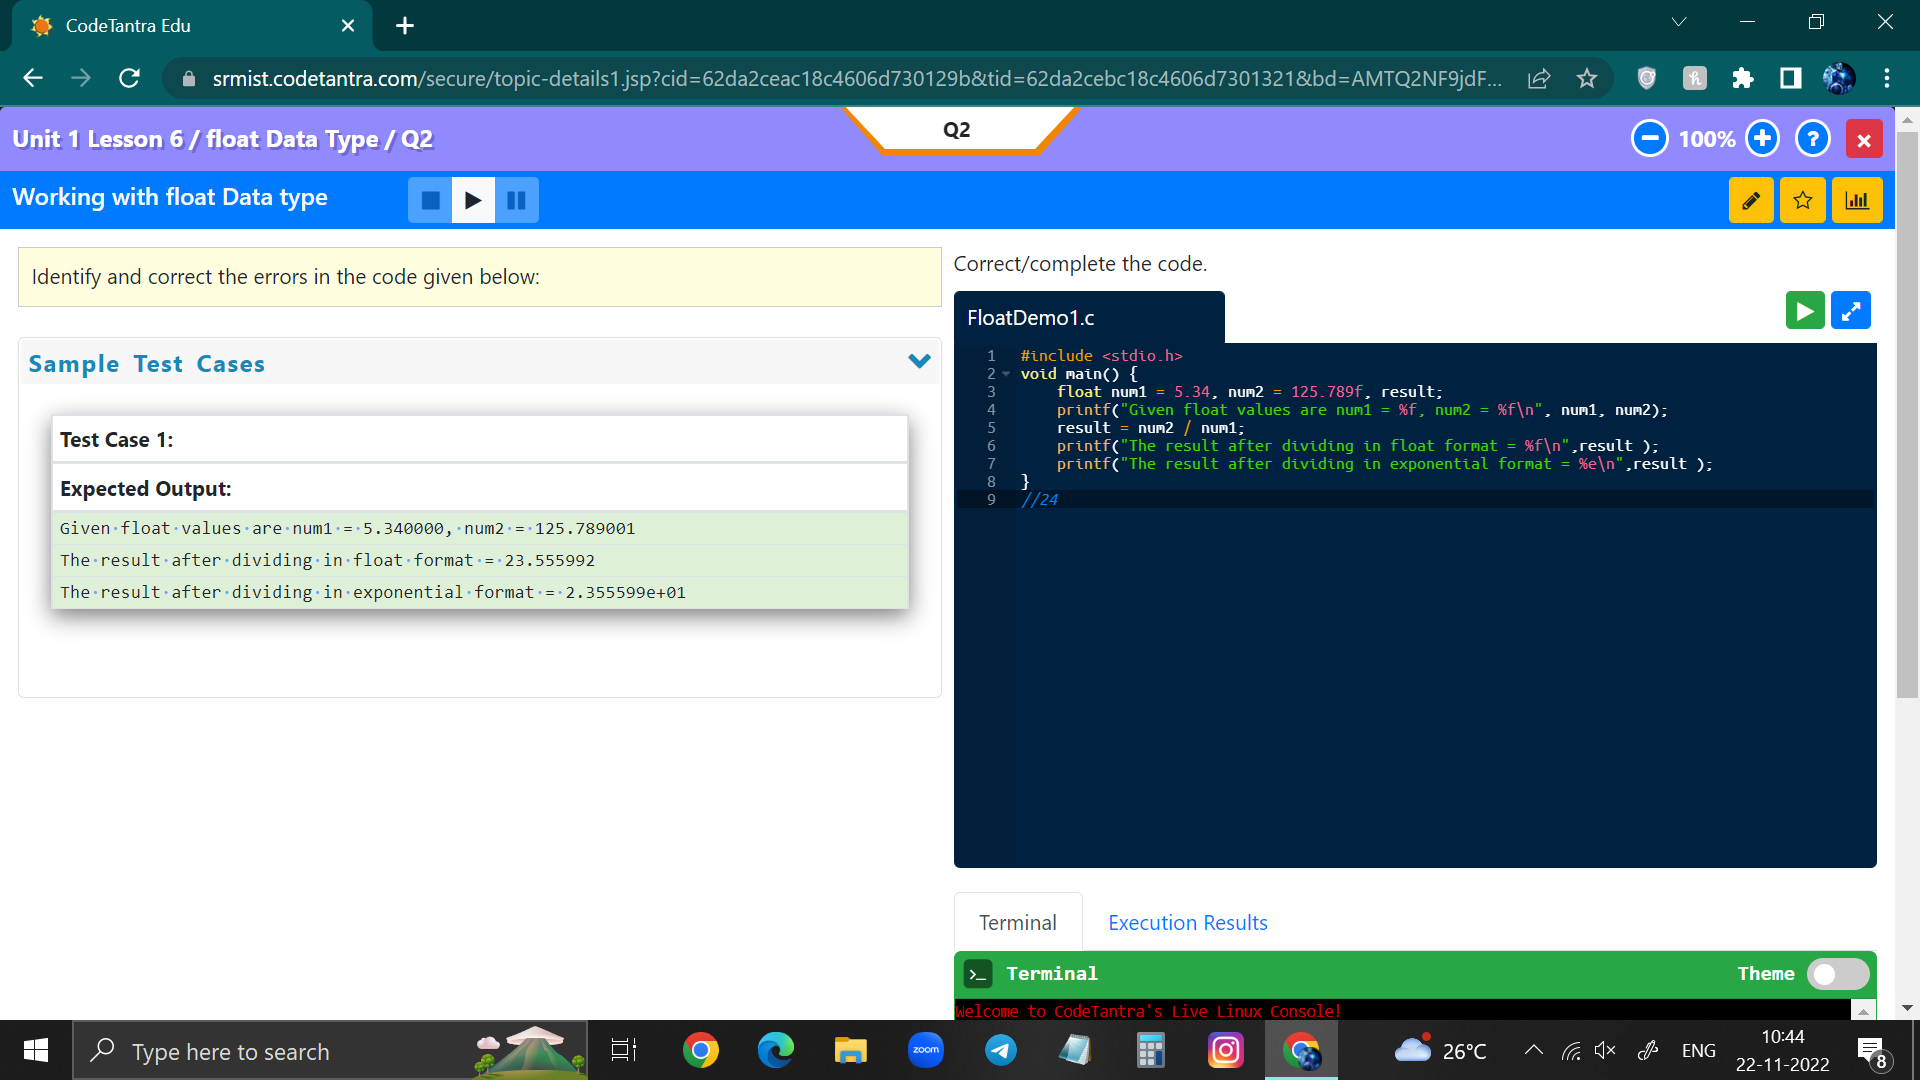 CodeTantra Edu
srmist.codetantra.com/secure/topic-details1.jsp?cid=62da2ceac18c4606d730129b&tid=62da2cebc18c4606d7301321&bd=AMTQ2NF9jdF...
Unit 1 Lesson 6 / float Data Type / Q2
Q2
100%
?
Working with float Data type
Identify and correct the errors in the code given below:
Correct/complete the code.
Sample Test Cases
Test Case 1:
Expected Output:
Given·float·values·are·num1·=·5.340000,·num2·=·125.789001
The·result·after·dividing·in·float·format·=·23.555992
The·result·after·dividing·in·exponential·format·=·2.355599e+01
FloatDemo1.c
1 #include <stdio.h>
2 void main() {
3 float num1 = 5.34, num2 = 125.789f, result;
4 printf("Given float values are num1 = %f, num2 = %f\n", num1, num2);
5 result = num2 / num1;
6 printf("The result after dividing in float format = %f\n",result );
7 printf("The result after dividing in exponential format = %e\n",result );
8 }
9 //24
Terminal
Execution Results
Terminal
Theme
Welcome to CodeTantra's Live Linux Console!
Type here to search
zoom
26°C
ENG
10:44
22-11-2022
8